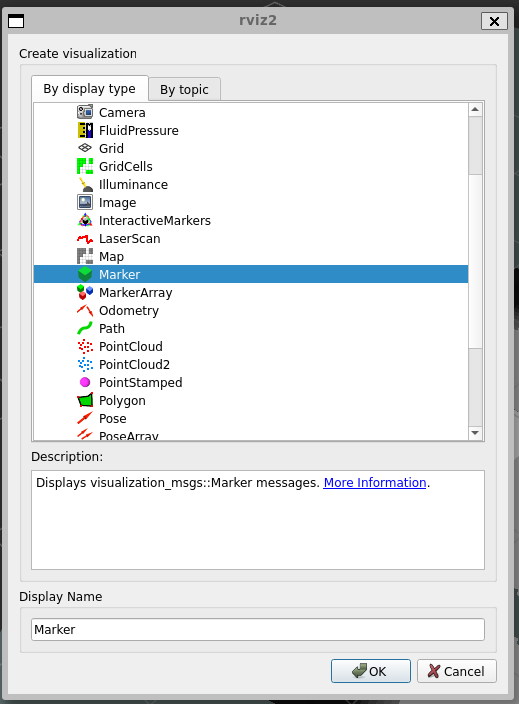 rviz2
Create visualization
By display type By topic
Camera
FluidPressure
Grid
GridCells
Illuminance
Image
InteractiveMarkers
LaserScan
Map
Marker
MarkerArray
Odometry
Path
PointCloud
PointCloud2
PointStamped
Polygon
Pose
PoseArray
Description:
Displays visualization_msgs::Marker messages. More Information.
Display Name
Marker
OK Cancel